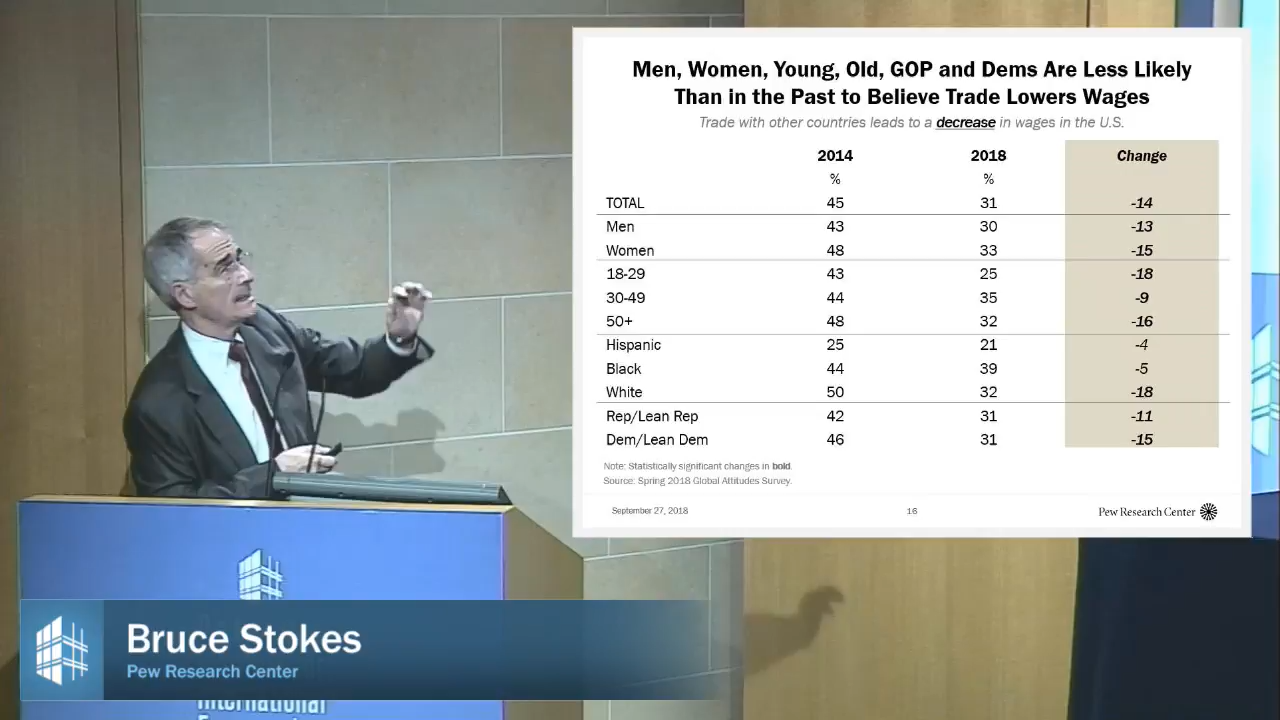 Men, Women, Young, Old, GOP and Dems Are Less Likely
Than in the Past to Believe Trade Lowers Wages
Trade with other countries leads to a decrease in wages in the U.S.
2014 2018 Change
% %
TOTAL 45 31 -14
Men 43 30 -13
Women 48 33 -15
18-29 43 25 -18
30-49 44 35 -9
50+ 48 32 -16
Hispanic 25 21 -4
Black 44 39 -5
White 50 32 -18
Rep/Lean Rep 42 31 -11
Dem/Lean Dem 46 31 -15
Note: Statistically significant changes in bold.
Source: Spring 2018 Global Attitudes Survey.
September 27, 2018 16 Pew Research Center
Bruce Stokes
Pew Research Center
International